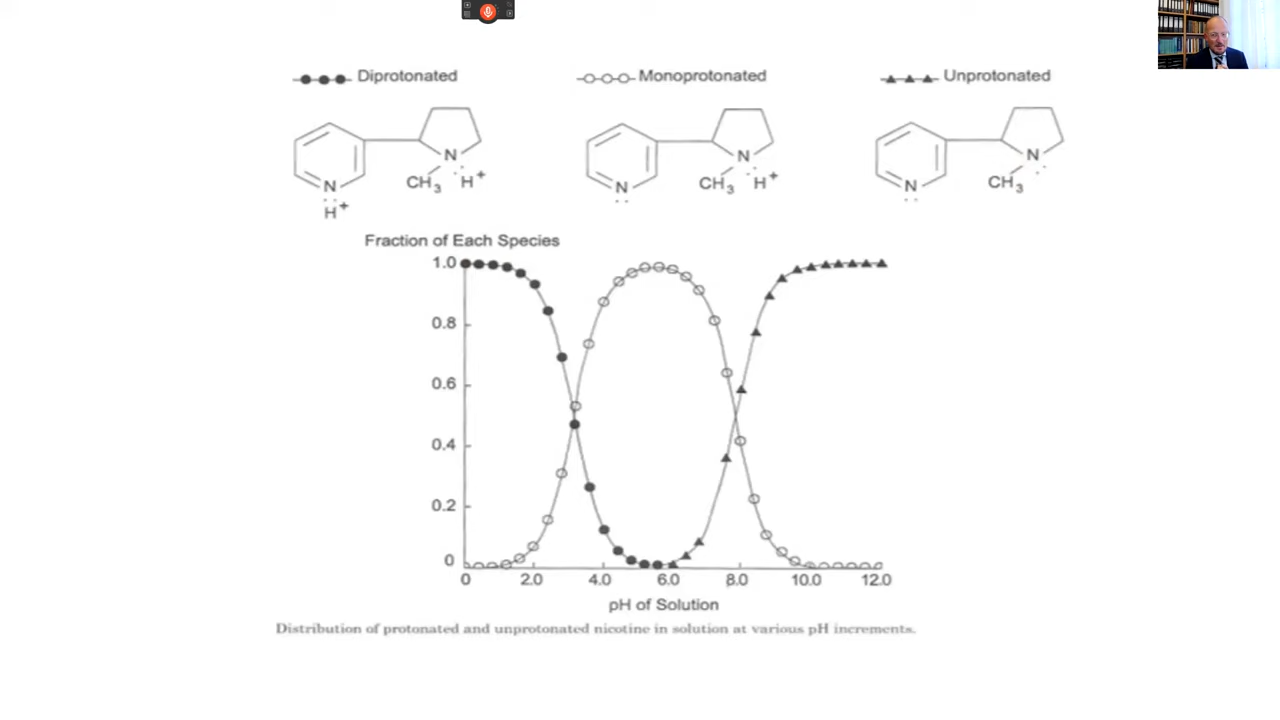 Diprotonated
Monoprotonated
Unprotonated
N
CH3
H+
N
H+
N
CH3
H+
N
N
CH3
N
Fraction of Each Species
1.0
0.8
0.6
0.4
0.2
0
0 2.0 4.0 6.0 8.0 10.0 12.0
pH of Solution
Distribution of protonated and unprotonated nicotine in solution at various pH increments.